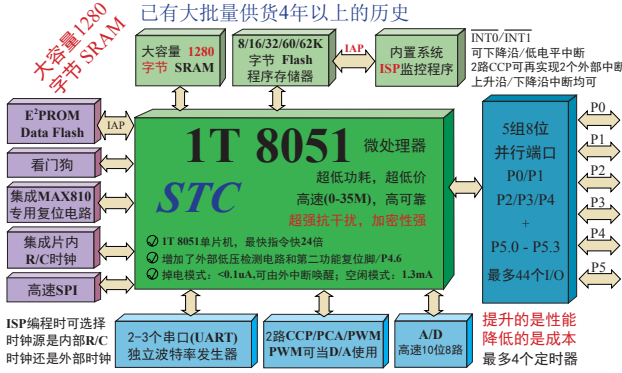 已有大批量供货4年以上的历史
大容量1280
字节 SRAM
大容量 1280
字节 SRAM
8/16/32/60/62K
字节 Flash
程序存储器
IAP
内置系统
ISP监控程序
INT0/INT1
可下降沿/低电平中断
2路CCP可再实现2个外部中断
上升沿/下降沿中断均可
E²PROM
Data Flash
IAP
看门狗
集成MAX810
专用复位电路
集成片内
R/C时钟
高速SPI
1T 8051 微处理器
STC
超低功耗，超低价
高速(0-35M)，高可靠
超强抗干扰，加密性强
1T 8051单片机，最快指令快24倍
增加了外部低压检测电路和第二功能复位脚/P4.6
掉电模式：<0.1uA,可由外中断唤醒；空闲模式：1.3mA
5组8位
并行端口
P0/P1
P2/P3/P4
+
P5.0 - P5.3
最多44个I/O
P0
P1
P2
P3
P4
P5
ISP编程时可选择
时钟源是内部R/C
时钟还是外部时钟
2-3个串口(UART)
独立波特率发生器
2路CCP/PCA/PWM
PWM可当D/A使用
A/D
高速10位8路
提升的是性能
降低的是成本
最多4个定时器